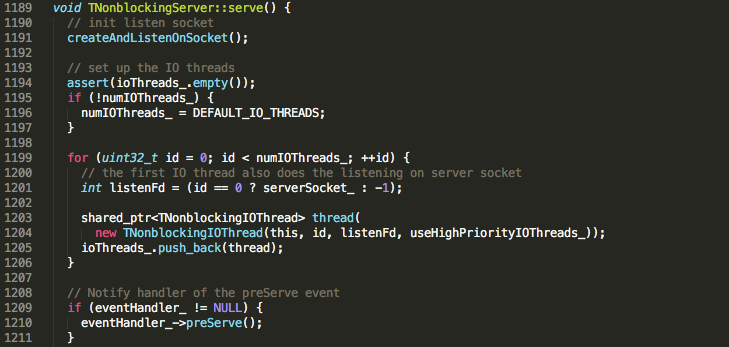 1189 void TNonblockingServer::serve() {
1190   // init listen socket
1191   createAndListenOnSocket();
1192
1193   // set up the IO threads
1194   assert(ioThreads_.empty());
1195   if (!numIOThreads_) {
1196     numIOThreads_ = DEFAULT_IO_THREADS;
1197   }
1198
1199   for (uint32_t id = 0; id < numIOThreads_; ++id) {
1200     // the first IO thread also does the listening on server socket
1201     int listenFd = (id == 0 ? serverSocket_ : -1);
1202
1203     shared_ptr<TNonblockingIOThread> thread(
1204       new TNonblockingIOThread(this, id, listenFd, useHighPriorityIOThreads_));
1205     ioThreads_.push_back(thread);
1206   }
1207
1208   // Notify handler of the preServe event
1209   if (eventHandler_ != NULL) {
1210     eventHandler_->preServe();
1211   }